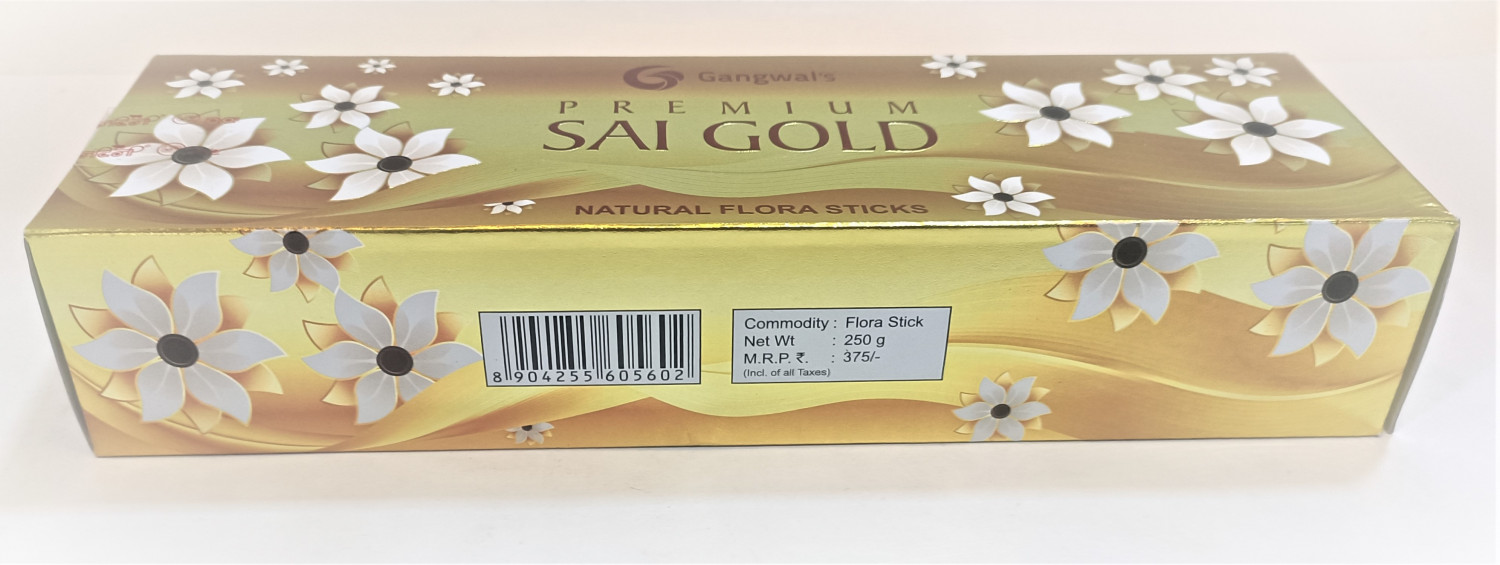 Gangwal's
PREMIUM
SAI GOLD
NATURAL FLORA STICKS
8 904255 605602
Commodity : Flora Stick
Net Wt : 250 g
M.R.P. ₹. : 375/-
(Incl. of all Taxes)